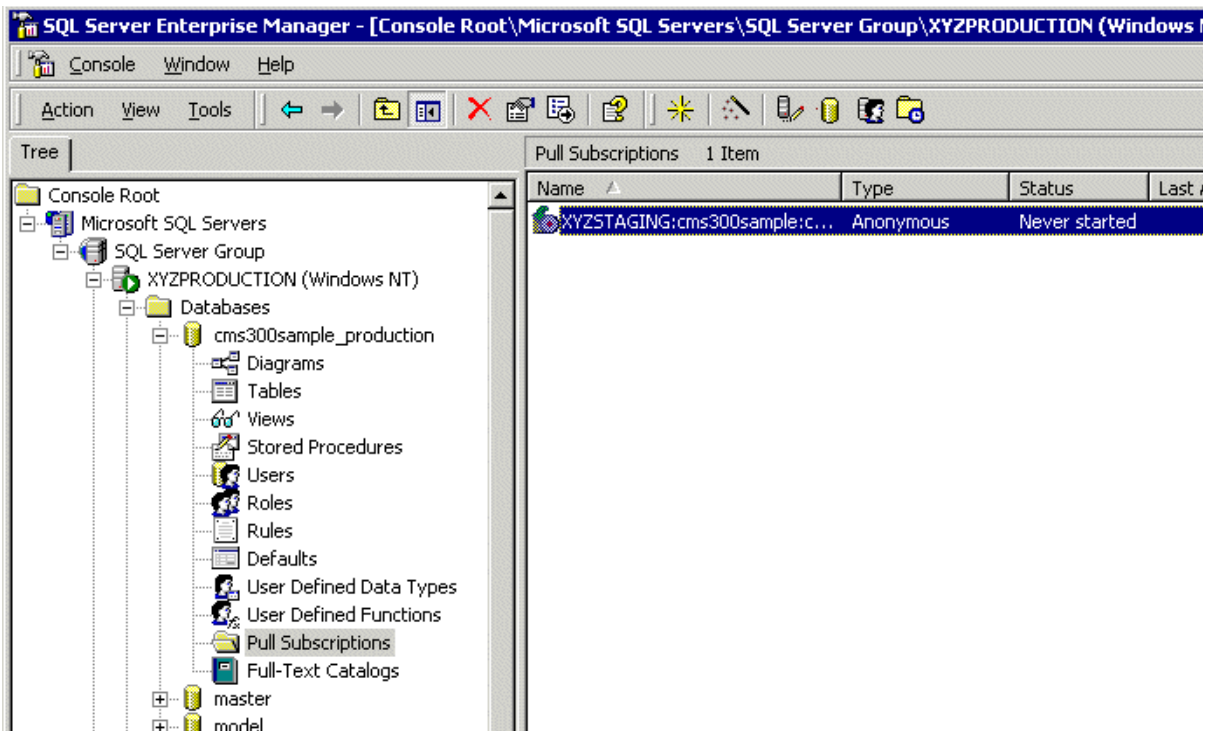 SQL Server Enterprise Manager - [Console Root\Microsoft SQL Servers\SQL Server Group\XYZPRODUCTION (Windows
Console Window Help
Action View Tools
Tree
Pull Subscriptions 1 Item
Name Type Status Last
XYZSTAGING:cms300sample:c... Anonymous Never started
Console Root
Microsoft SQL Servers
SQL Server Group
XYZPRODUCTION (Windows NT)
Databases
cms300sample_production
Diagrams
Tables
Views
Stored Procedures
Users
Roles
Rules
Defaults
User Defined Data Types
User Defined Functions
Pull Subscriptions
Full-Text Catalogs
master
model